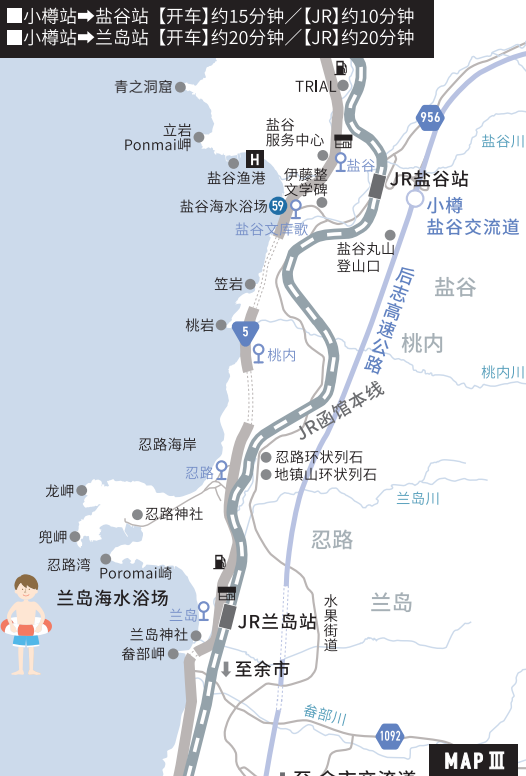 ■小樽站➡盐谷站【开车】约15分钟／【JR】约10分钟
■小樽站➡兰岛站【开车】约20分钟／【JR】约20分钟
青之洞窟
TRIAL
956
立岩
Ponmai岬
盐谷
服务中心
盐谷川
H
盐谷
盐谷渔港
伊藤整
文学碑
JR盐谷站
盐谷海水浴场
59
小樽
盐谷交流道
盐谷文库歌
盐谷丸山
登山口
后志高速公路
笠岩
盐谷
桃岩
5
桃内
桃内
桃内川
JR函馆本线
忍路海岸
忍路环状列石
忍路
地镇山环状列石
龙岬
兰岛川
忍路神社
兜岬
忍路
忍路湾
Poromai崎
兰岛海水浴场
兰岛
水果街道
兰岛
JR兰岛站
兰岛神社
畚部岬
⬇至余市
畚部川
1092
MAP Ⅲ
至 余市交流道